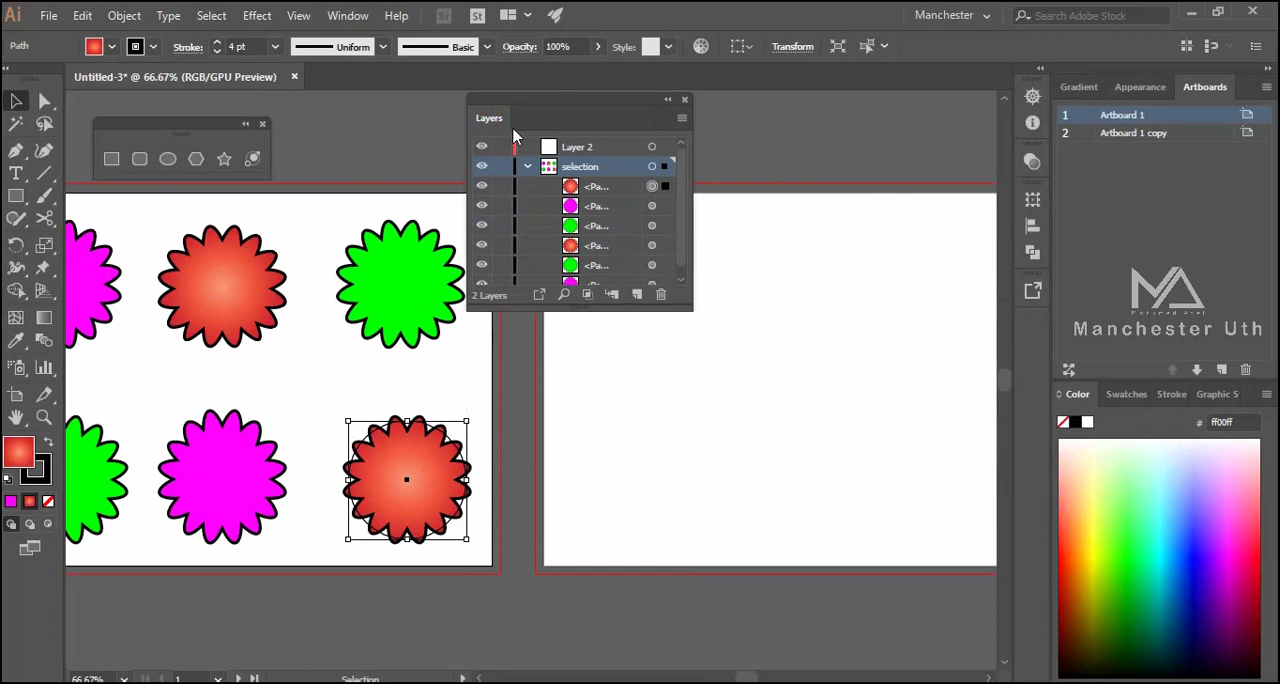 Ai File Edit Object Type Select Effect View Window Help Br St Manchester Search Adobe Stock
Path Stroke: 4 pt Uniform Basic Opacity: 100% Style: Transform
Untitled-3* @ 66.67% (RGB/GPU Preview)
Gradient Appearance Artboards
Layers
1 Artboard 1
2 Artboard 1 copy
Layer 2
selection
<Pa...
<Pa...
<Pa...
<Pa...
<Pa...
2 Layers
Manchester Uth
Color Swatches Stroke Graphic S
# ff00ff
66.67% 1 Selection